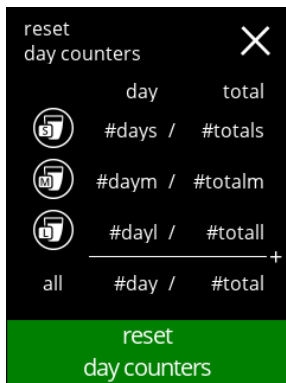 reset
day counters
day total
S #days / #totals
M #daym / #totalm
L #dayl / #totall
+
all #day / #total
reset
day counters